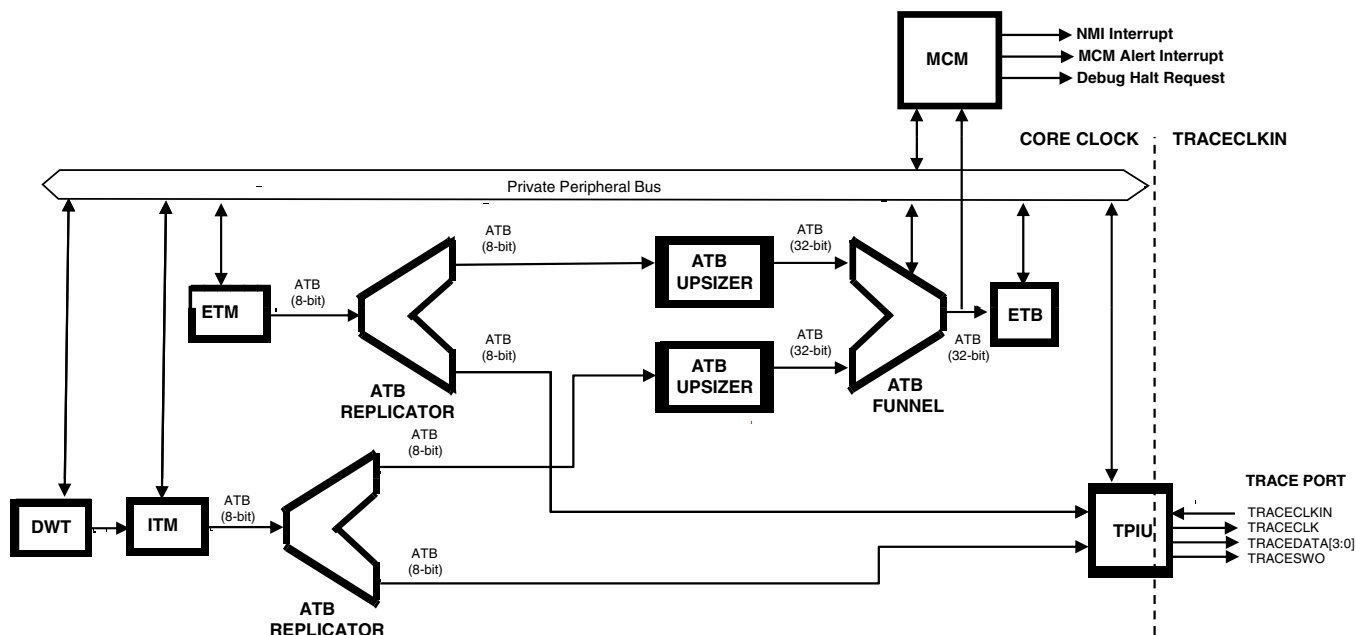 NMI Interrupt
MCM
MCM Alert Interrupt
Debug Halt Request
CORE CLOCK
TRACECLKIN
Private Peripheral Bus
ATB
(8-bit)
ATB
(32-bit)
ATB
UPSIZER
ETM
ATB
(8-bit)
ETB
ATB
(8-bit)
ATB
(32-bit)
ATB
(32-bit)
ATB
UPSIZER
ATB
REPLICATOR
ATB
FUNNEL
ATB
(8-bit)
DWT
ITM
ATB
(8-bit)
ATB
(8-bit)
TPIU
TRACE PORT
TRACECLKIN
TRACECLK
TRACEDATA[3:0]
TRACESWO
ATB
REPLICATOR